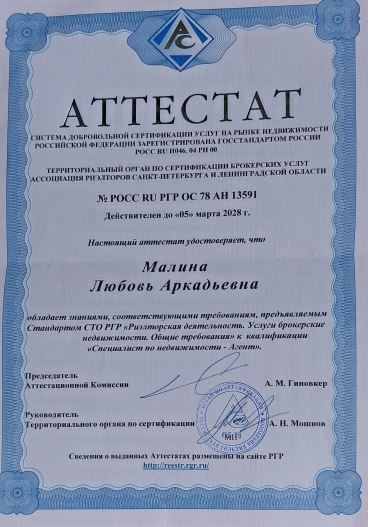 АС
АТТЕСТАТ
СИСТЕМА ДОБРОВОЛЬНОЙ СЕРТИФИКАЦИИ УСЛУГ НА РЫНКЕ НЕДВИЖИМОСТИ
РОССИЙСКОЙ ФЕДЕРАЦИИ ЗАРЕГИСТРИРОВАНА ГОССТАНДАРТОМ РОССИИ
РОСС RU И046. 04 РН 00
ТЕРРИТОРИАЛЬНЫЙ ОРГАН ПО СЕРТИФИКАЦИИ БРОКЕРСКИХ УСЛУГ
АССОЦИАЦИЯ РИЭЛТОРОВ САНКТ-ПЕТЕРБУРГА И ЛЕНИНГРАДСКОЙ ОБЛАСТИ
№ РОСС RU РГР ОС 78 АН 13591
Действителен до «05» марта 2028 г.
Настоящий аттестат удостоверяет, что
Малина
Любовь Аркадьевна
обладает знаниями, соответствующими требованиям, предъявляемым
Стандартом СТО РГР «Риэлторская деятельность. Услуги брокерские
недвижимости. Общие требования» к квалификации
«Специалист по недвижимости - Агент».
Председатель
Аттестационной Комиссии
А. М. Гиновкер
Руководитель
Территориального органа по сертификации
А. Н. Мошнов
МП
Сведения о выданных Аттестатах размещены на сайте РГР
http://reestr.rgr.ru/